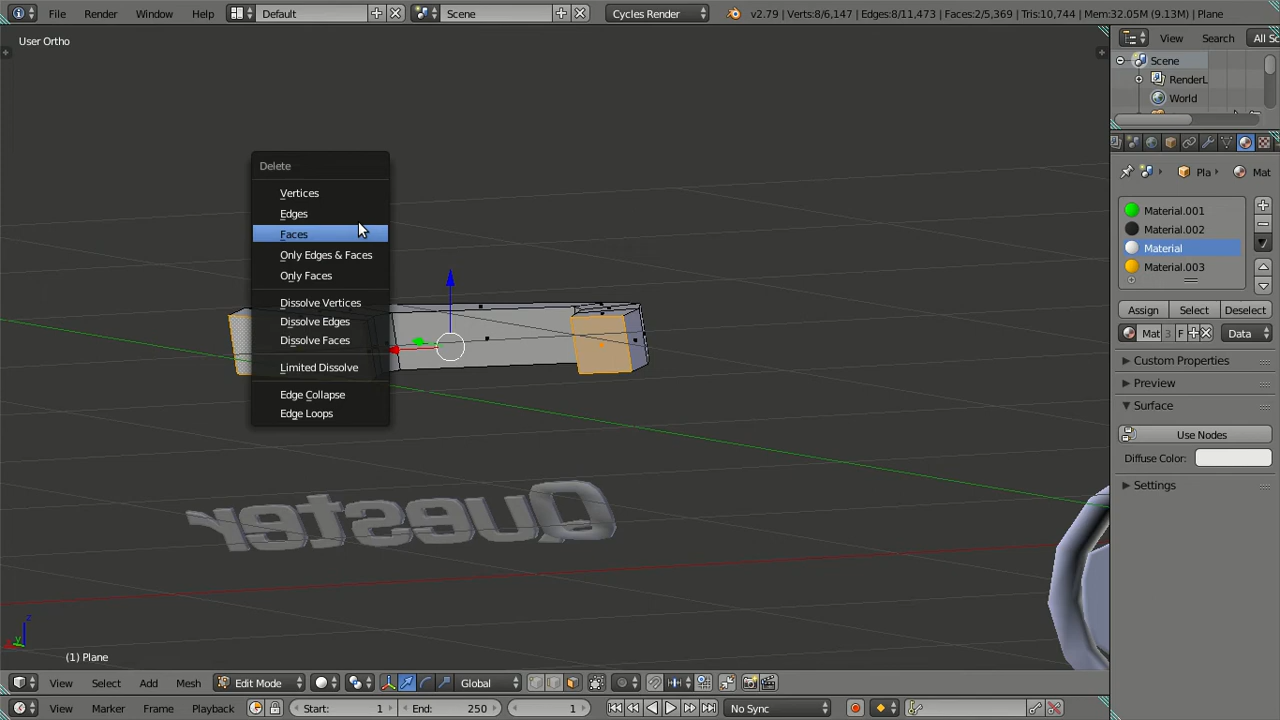 File Render Window Help Default Scene Cycles Render v2.79 | Verts:8/6,147 | Edges:8/11,473 | Faces:2/5,369 | Tris:10,744 | Mem:32.05M (9.13M) | Plane
User Ortho
View Search All Sc
Scene
RenderL
World
Delete
Vertices
Edges
Faces
Only Edges & Faces
Only Faces
Dissolve Vertices
Dissolve Edges
Dissolve Faces
Limited Dissolve
Edge Collapse
Edge Loops
Pla Mat
Material.001
Material.002
Material
Material.003
Assign Select Deselect
Mat 3 F Data
Custom Properties
Preview
Surface
Use Nodes
Diffuse Color:
Settings
Quester
z
y
(1) Plane
View Select Add Mesh Edit Mode Global
View Marker Frame Playback Start: 1 End: 250 1 No Sync